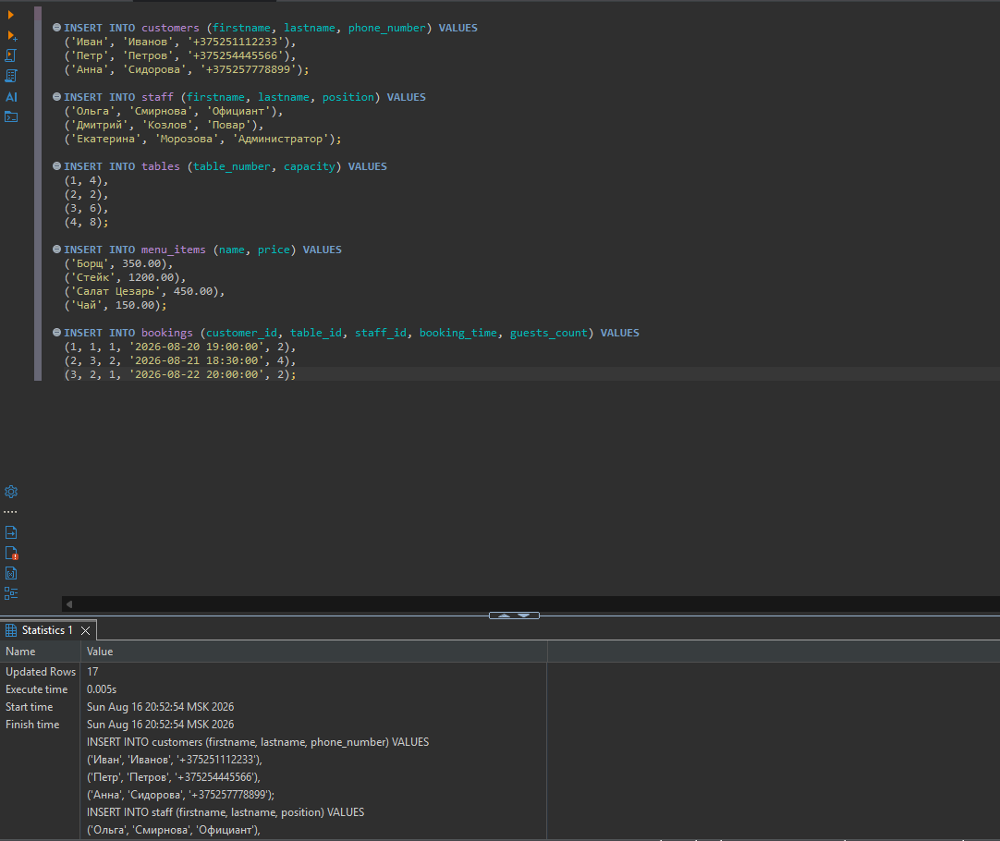 INSERT INTO customers (firstname, lastname, phone_number) VALUES
('Иван', 'Иванов', '+375251112233'),
('Петр', 'Петров', '+375254445566'),
('Анна', 'Сидорова', '+375257778899');
INSERT INTO staff (firstname, lastname, position) VALUES
('Ольга', 'Смирнова', 'Официант'),
('Дмитрий', 'Козлов', 'Повар'),
('Екатерина', 'Морозова', 'Администратор');
INSERT INTO tables (table_number, capacity) VALUES
(1, 4),
(2, 2),
(3, 6),
(4, 8);
INSERT INTO menu_items (name, price) VALUES
('Борщ', 350.00),
('Стейк', 1200.00),
('Салат Цезарь', 450.00),
('Чай', 150.00);
INSERT INTO bookings (customer_id, table_id, staff_id, booking_time, guests_count) VALUES
(1, 1, 1, '2026-08-20 19:00:00', 2),
(2, 3, 2, '2026-08-21 18:30:00', 4),
(3, 2, 1, '2026-08-22 20:00:00', 2);
AI
Statistics 1
Name Value
Updated Rows 17
Execute time 0.005s
Start time Sun Aug 16 20:52:54 MSK 2026
Finish time Sun Aug 16 20:52:54 MSK 2026
INSERT INTO customers (firstname, lastname, phone_number) VALUES
('Иван', 'Иванов', '+375251112233'),
('Петр', 'Петров', '+375254445566'),
('Анна', 'Сидорова', '+375257778899');
INSERT INTO staff (firstname, lastname, position) VALUES
('Ольга', 'Смирнова', 'Официант'),